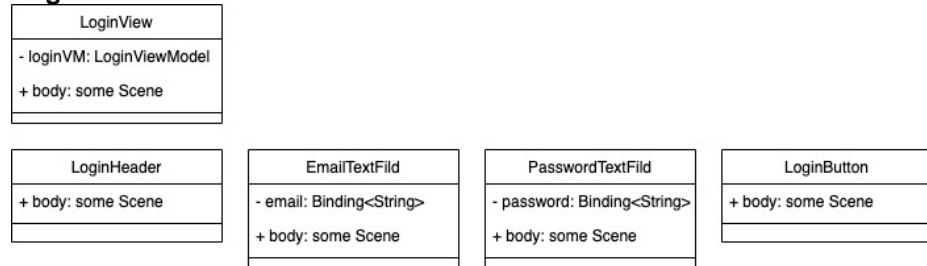 LoginView
- loginVM: LoginViewModel
+ body: some Scene
LoginHeader
+ body: some Scene
EmailTextFild
- email: Binding<String>
+ body: some Scene
PasswordTextFild
- password: Binding<String>
+ body: some Scene
LoginButton
+ body: some Scene